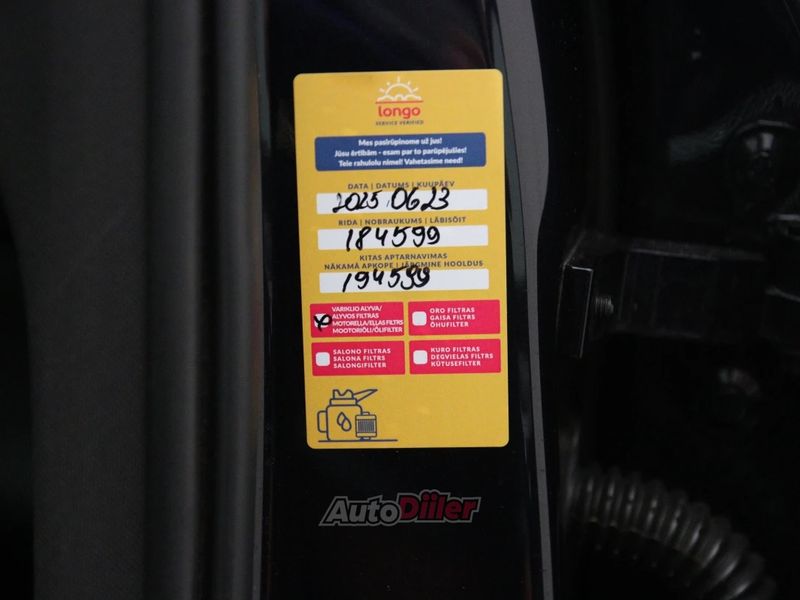 longo
SERVICE VERIFIED
Mes pasirūpinome už jus!
Jūsu ērtībām - esam par to parūpējušies!
Teie rahulolu nimel! Vahetasime need!
DATA | DATUMS | KUUPÄEV
2025.06.23
RIDA | NOBRAUKUMS | LÄBISÕIT
184599
KITAS APTARNAVIMAS
NĀKAMĀ APKOPE | JÄRGMINE HOOLDUS
194599
VARIKLIO ALYVA/
ALYVOS FILTRAS
MOTOREĻĻA/EĻĻAS FILTRS
MOOTORIÕLI/ÕLIFILTER
ORO FILTRAS
GAISA FILTRS
ÕHUFILTER
SALONO FILTRAS
SALONA FILTRS
SALONGIFILTER
KURO FILTRAS
DEGVIELAS FILTRS
KÜTUSEFILTER
AutoDiiler